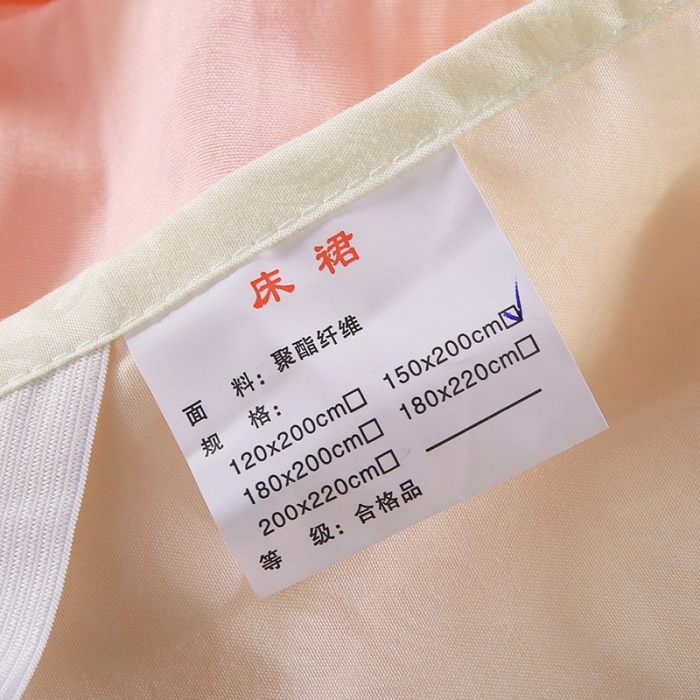 床 裙
面 料：聚酯纤维
规 格：
120x200cm□ 150x200cm☑
180x200cm□ 180x220cm□
200x220cm□
等 级：合格品